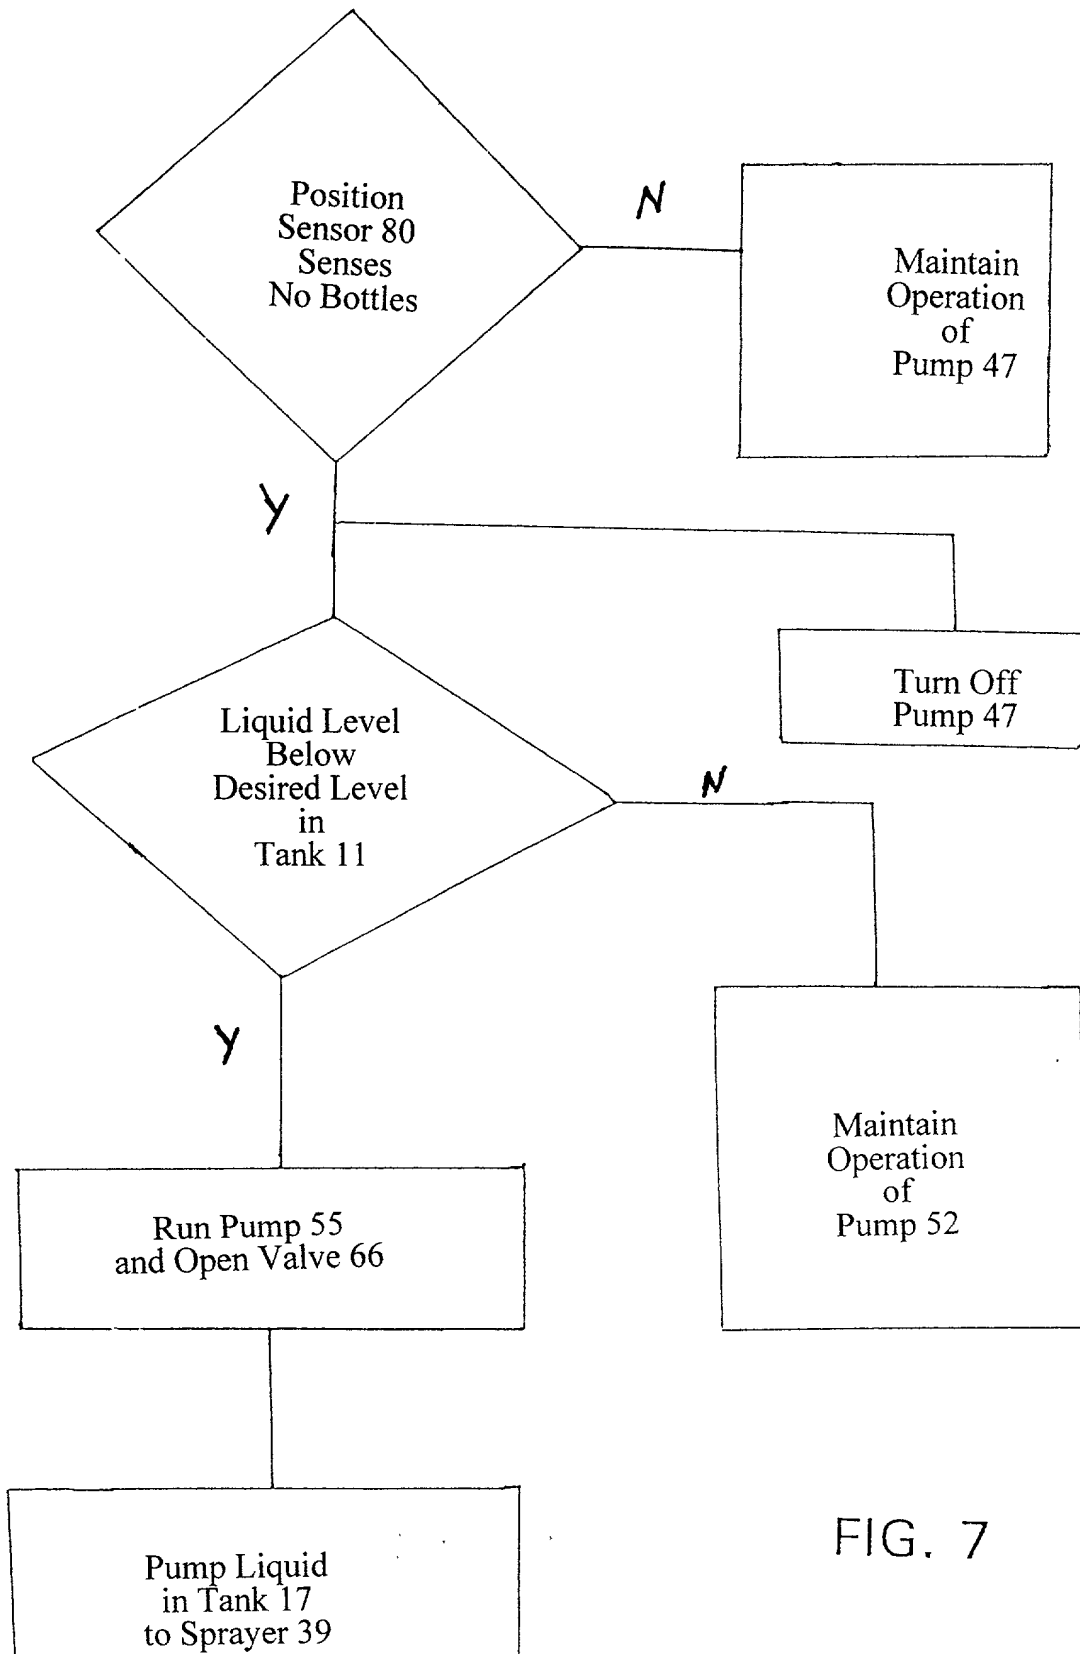 Position
Sensor 80
Senses
No Bottles
N
Maintain
Operation
of
Pump 47
Y
Turn Off
Pump 47
Liquid Level
Below
Desired Level
in
Tank 11
N
Y
Maintain
Operation
of
Pump 52
Run Pump 55
and Open Valve 66
Pump Liquid
in Tank 17
to Sprayer 39
FIG. 7